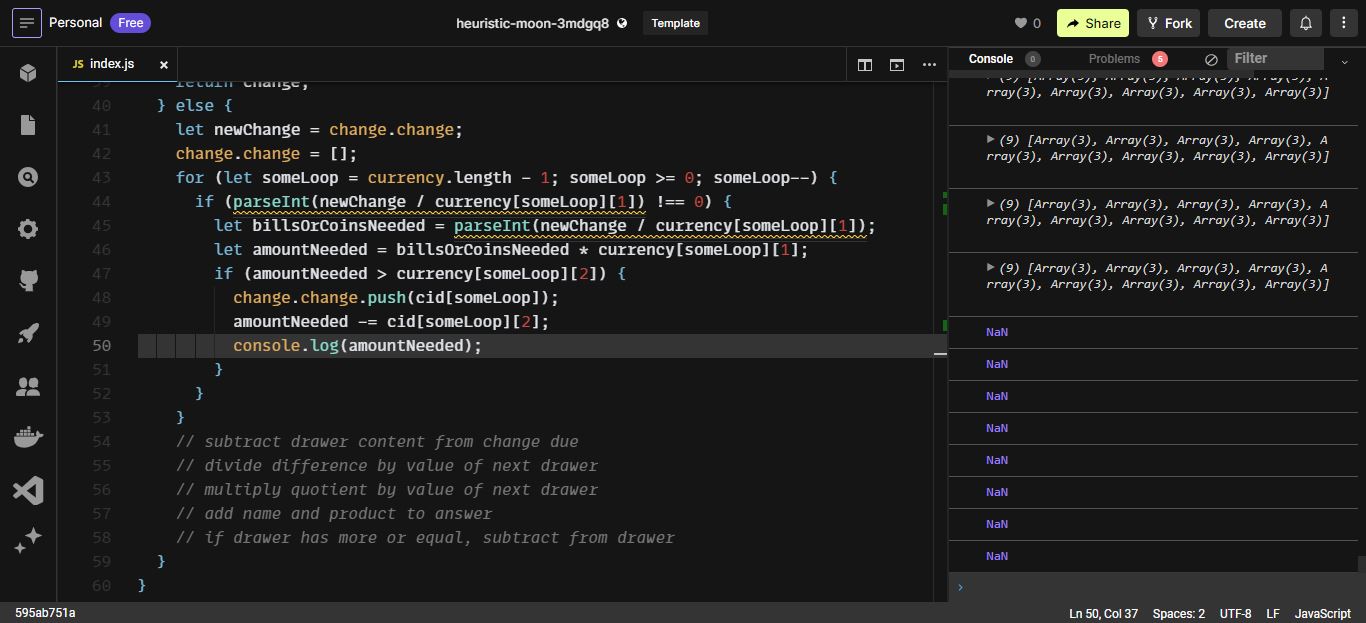 Personal Free
heuristic-moon-3mdgq8 Template
0 Share Fork Create
JS index.js ×
Console 0 Problems 5 Filter
39 return change;
40 } else {
41 let newChange = change.change;
42 change.change = [];
43 for (let someLoop = currency.length - 1; someLoop >= 0; someLoop--) {
44 if (parseInt(newChange / currency[someLoop][1]) !== 0) {
45 let billsOrCoinsNeeded = parseInt(newChange / currency[someLoop][1]);
46 let amountNeeded = billsOrCoinsNeeded * currency[someLoop][1];
47 if (amountNeeded > currency[someLoop][2]) {
48 change.change.push(cid[someLoop]);
49 amountNeeded -= cid[someLoop][2];
50 console.log(amountNeeded);
51 }
52 }
53 }
54 // subtract drawer content from change due
55 // divide difference by value of next drawer
56 // multiply quotient by value of next drawer
57 // add name and product to answer
58 // if drawer has more or equal, subtract from drawer
59 }
60 }
(9) [Array(3), Array(3), Array(3), Array(3), A
rray(3), Array(3), Array(3), Array(3), Array(3)]
(9) [Array(3), Array(3), Array(3), Array(3), A
rray(3), Array(3), Array(3), Array(3), Array(3)]
(9) [Array(3), Array(3), Array(3), Array(3), A
rray(3), Array(3), Array(3), Array(3), Array(3)]
(9) [Array(3), Array(3), Array(3), Array(3), A
rray(3), Array(3), Array(3), Array(3), Array(3)]
NaN
NaN
NaN
NaN
NaN
NaN
NaN
NaN
›
595ab751a
Ln 50, Col 37 Spaces: 2 UTF-8 LF JavaScript